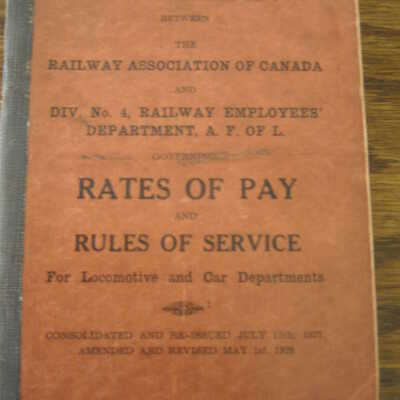 BETWEEN
THE
RAILWAY ASSOCIATION OF CANADA
AND
DIV. No. 4, RAILWAY EMPLOYEES'
DEPARTMENT, A. F. OF L.
GOVERNING
RATES OF PAY
AND
RULES OF SERVICE
For Locomotive and Car Departments
CONSOLIDATED AND RE-ISSUED JULY
AMENDED AND REVISED MAY 1st,